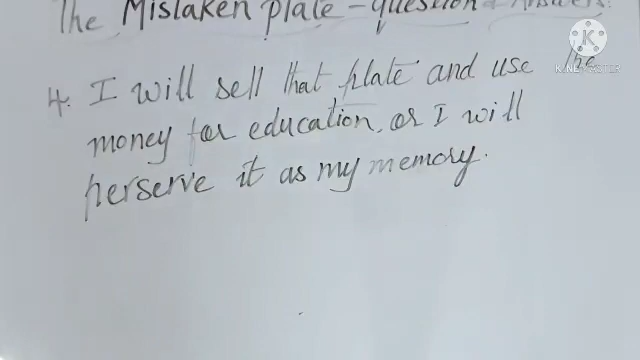 The Mistaken plate - question & Answers.
K
KINEMASTER
4. I will sell that plate and use the
money for education, or I will
perserve it as my memory.